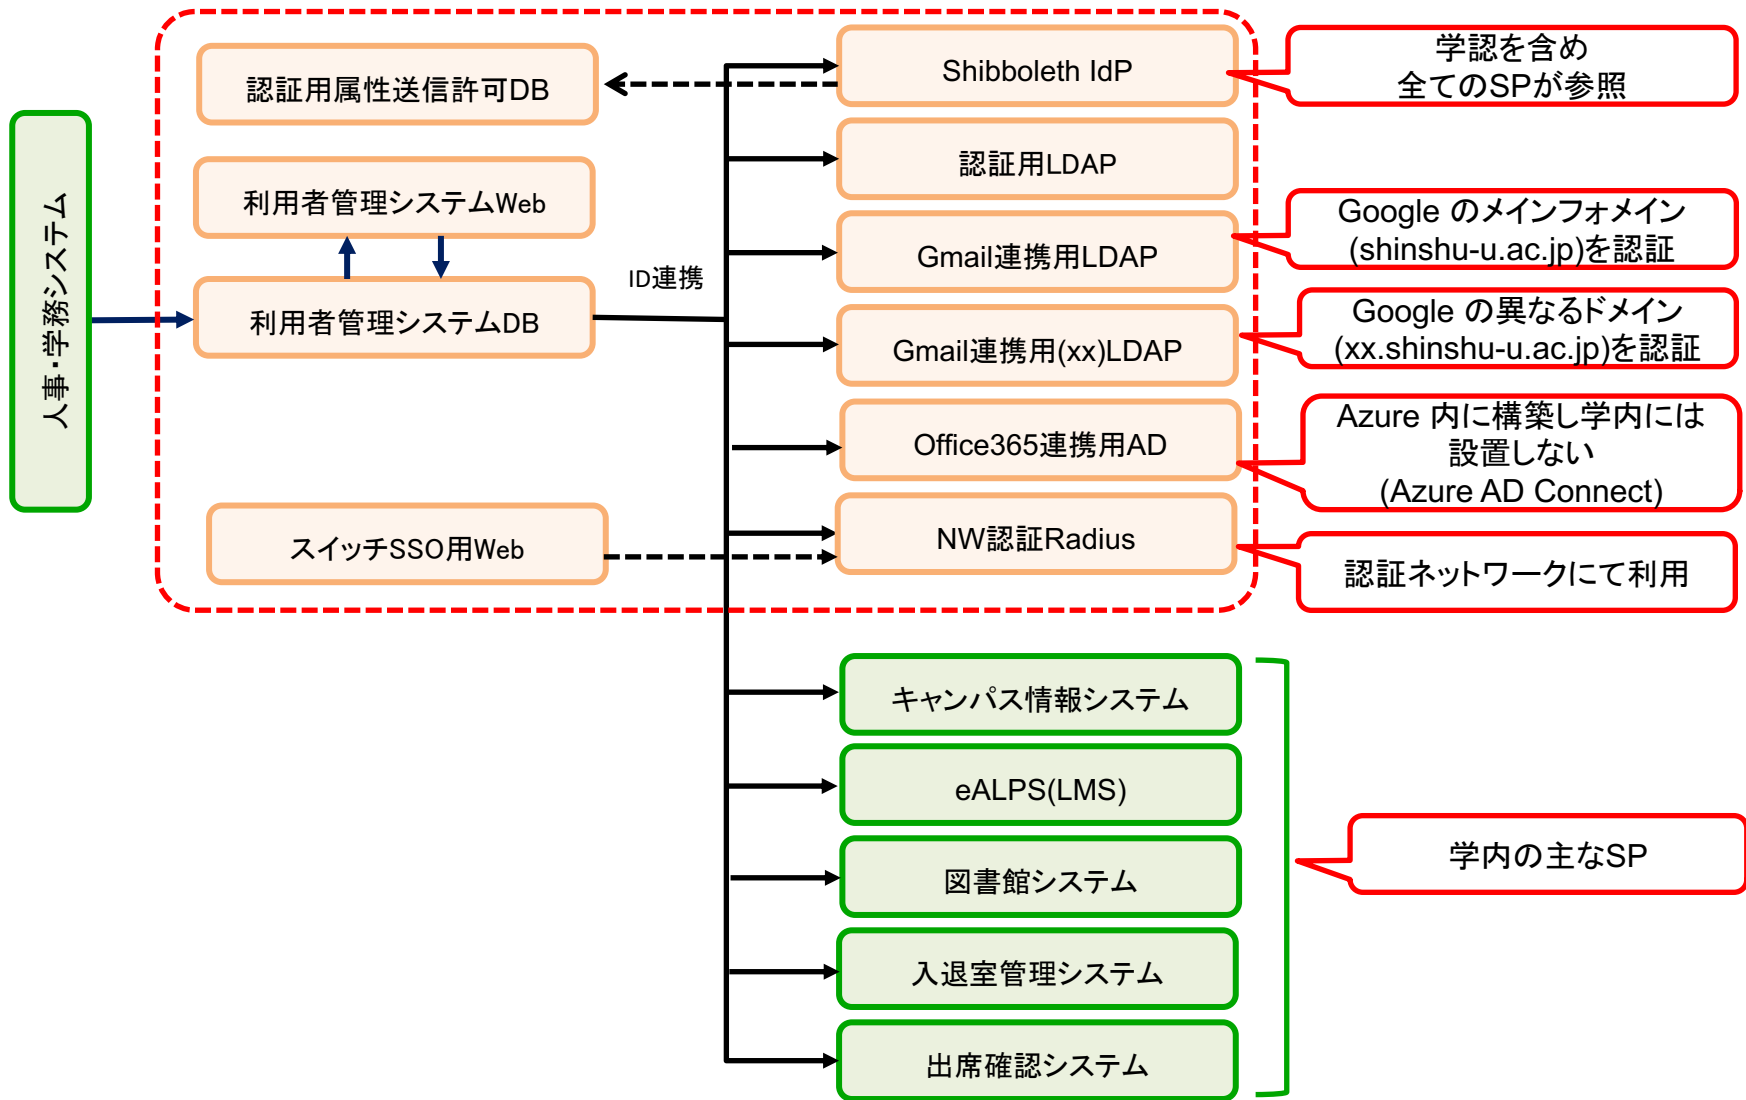 人事・学務システム
認証用属性送信許可DB
利用者管理システムWeb
利用者管理システムDB
スイッチSSO用Web
ID連携
Shibboleth IdP
認証用LDAP
Gmail連携用LDAP
Gmail連携用(xx)LDAP
Office365連携用AD
NW認証Radius
キャンパス情報システム
eALPS(LMS)
図書館システム
入退室管理システム
出席確認システム
学認を含め
全てのSPが参照
Google のメインフォメイン
(shinshu-u.ac.jp)を認証
Google の異なるドメイン
(xx.shinshu-u.ac.jp)を認証
Azure 内に構築し学内には
設置しない
(Azure AD Connect)
認証ネットワークにて利用
学内の主なSP